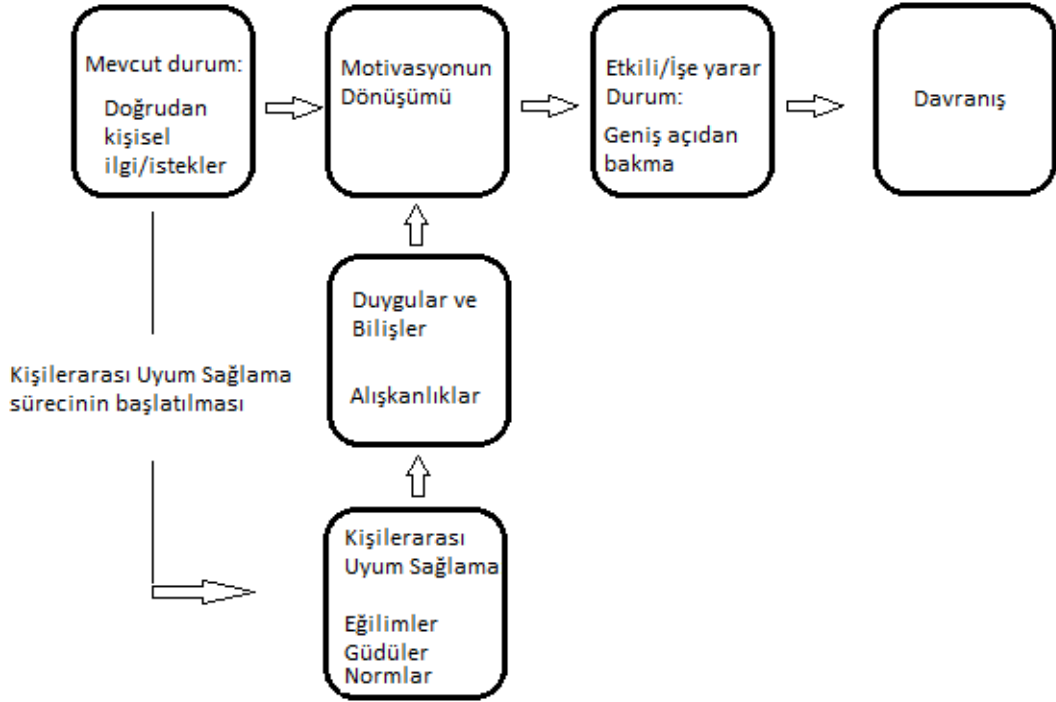 Mevcut durum:
Doğrudan
kişisel
ilgi/istekler
Motivasyonun
Dönüşümü
Etkili/İşe yarar
Durum:
Geniş açıdan
bakma
Davranış
Duygular ve
Bilişler
Alışkanlıklar
Kişilerarası Uyum Sağlama
sürecinin başlatılması
Kişilerarası
Uyum Sağlama
Eğilimler
Güdüler
Normlar